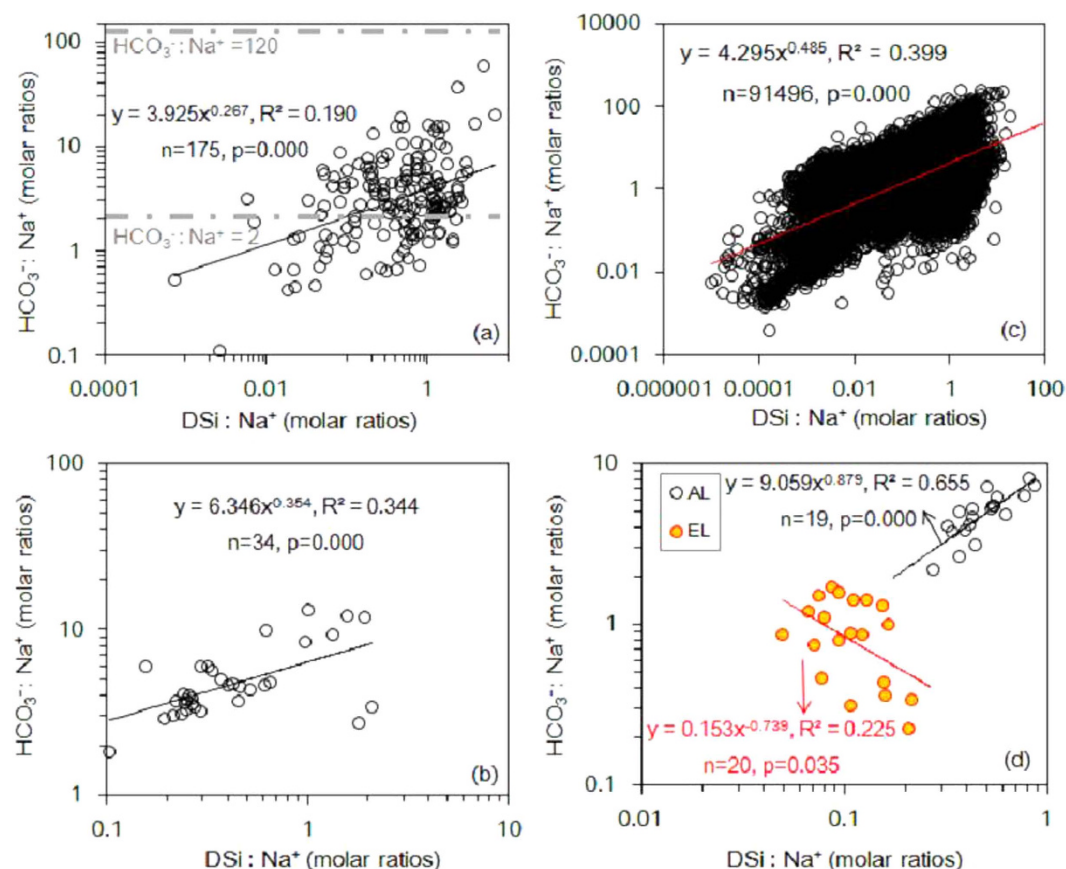 100
10
1
0.1
HCO₃⁻: Na⁺ (molar ratios)
HCO₃⁻: Na⁺ =120
y = 3.925x^0.267, R² = 0.190
n=175, p=0.000
HCO₃⁻: Na⁺ =2
(a)
0.0001
0.01
1
DSi : Na⁺ (molar ratios)
10000
100
1
0.01
0.0001
HCO₃⁻: Na⁺ (molar ratios)
y = 4.295x^0.485, R² = 0.399
n=91496, p=0.000
(c)
0.000001
0.0001
0.01
1
100
DSi : Na⁺ (molar ratios)
100
10
1
HCO₃⁻: Na⁺ (molar ratios)
y = 6.346x^0.354, R² = 0.344
n=34, p=0.000
(b)
0.1
1
10
DSi : Na⁺ (molar ratios)
10
1
0.1
HCO₃⁻: Na⁺ (molar ratios)
AL
EL
y = 9.059x^0.879, R² = 0.655
n=19, p=0.000
y = 0.153x^-0.739, R² = 0.225
n=20, p=0.035
(d)
0.01
0.1
1
DSi : Na⁺ (molar ratios)